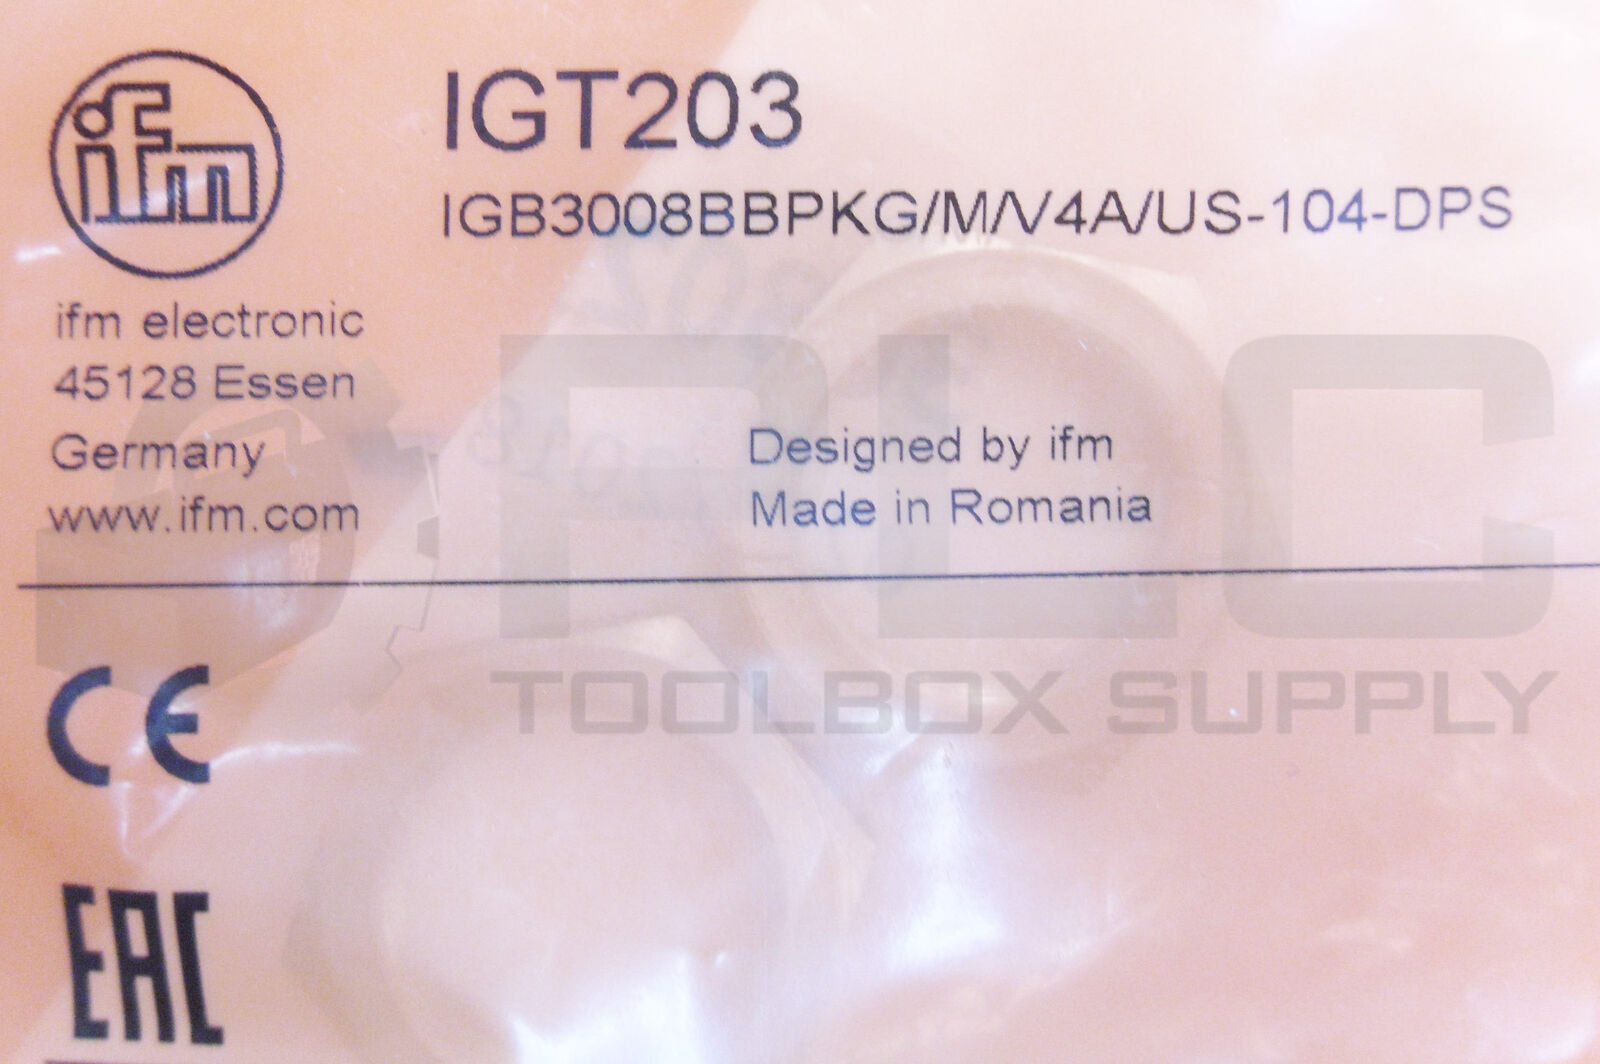 ifm
IGT203
IGB3008BBPKG/M/V4A/US-104-DPS
ifm electronic
45128 Essen
Germany
www.ifm.com
Designed by ifm
Made in Romania
PLC
TOOLBOX SUPPLY
CE
EAC